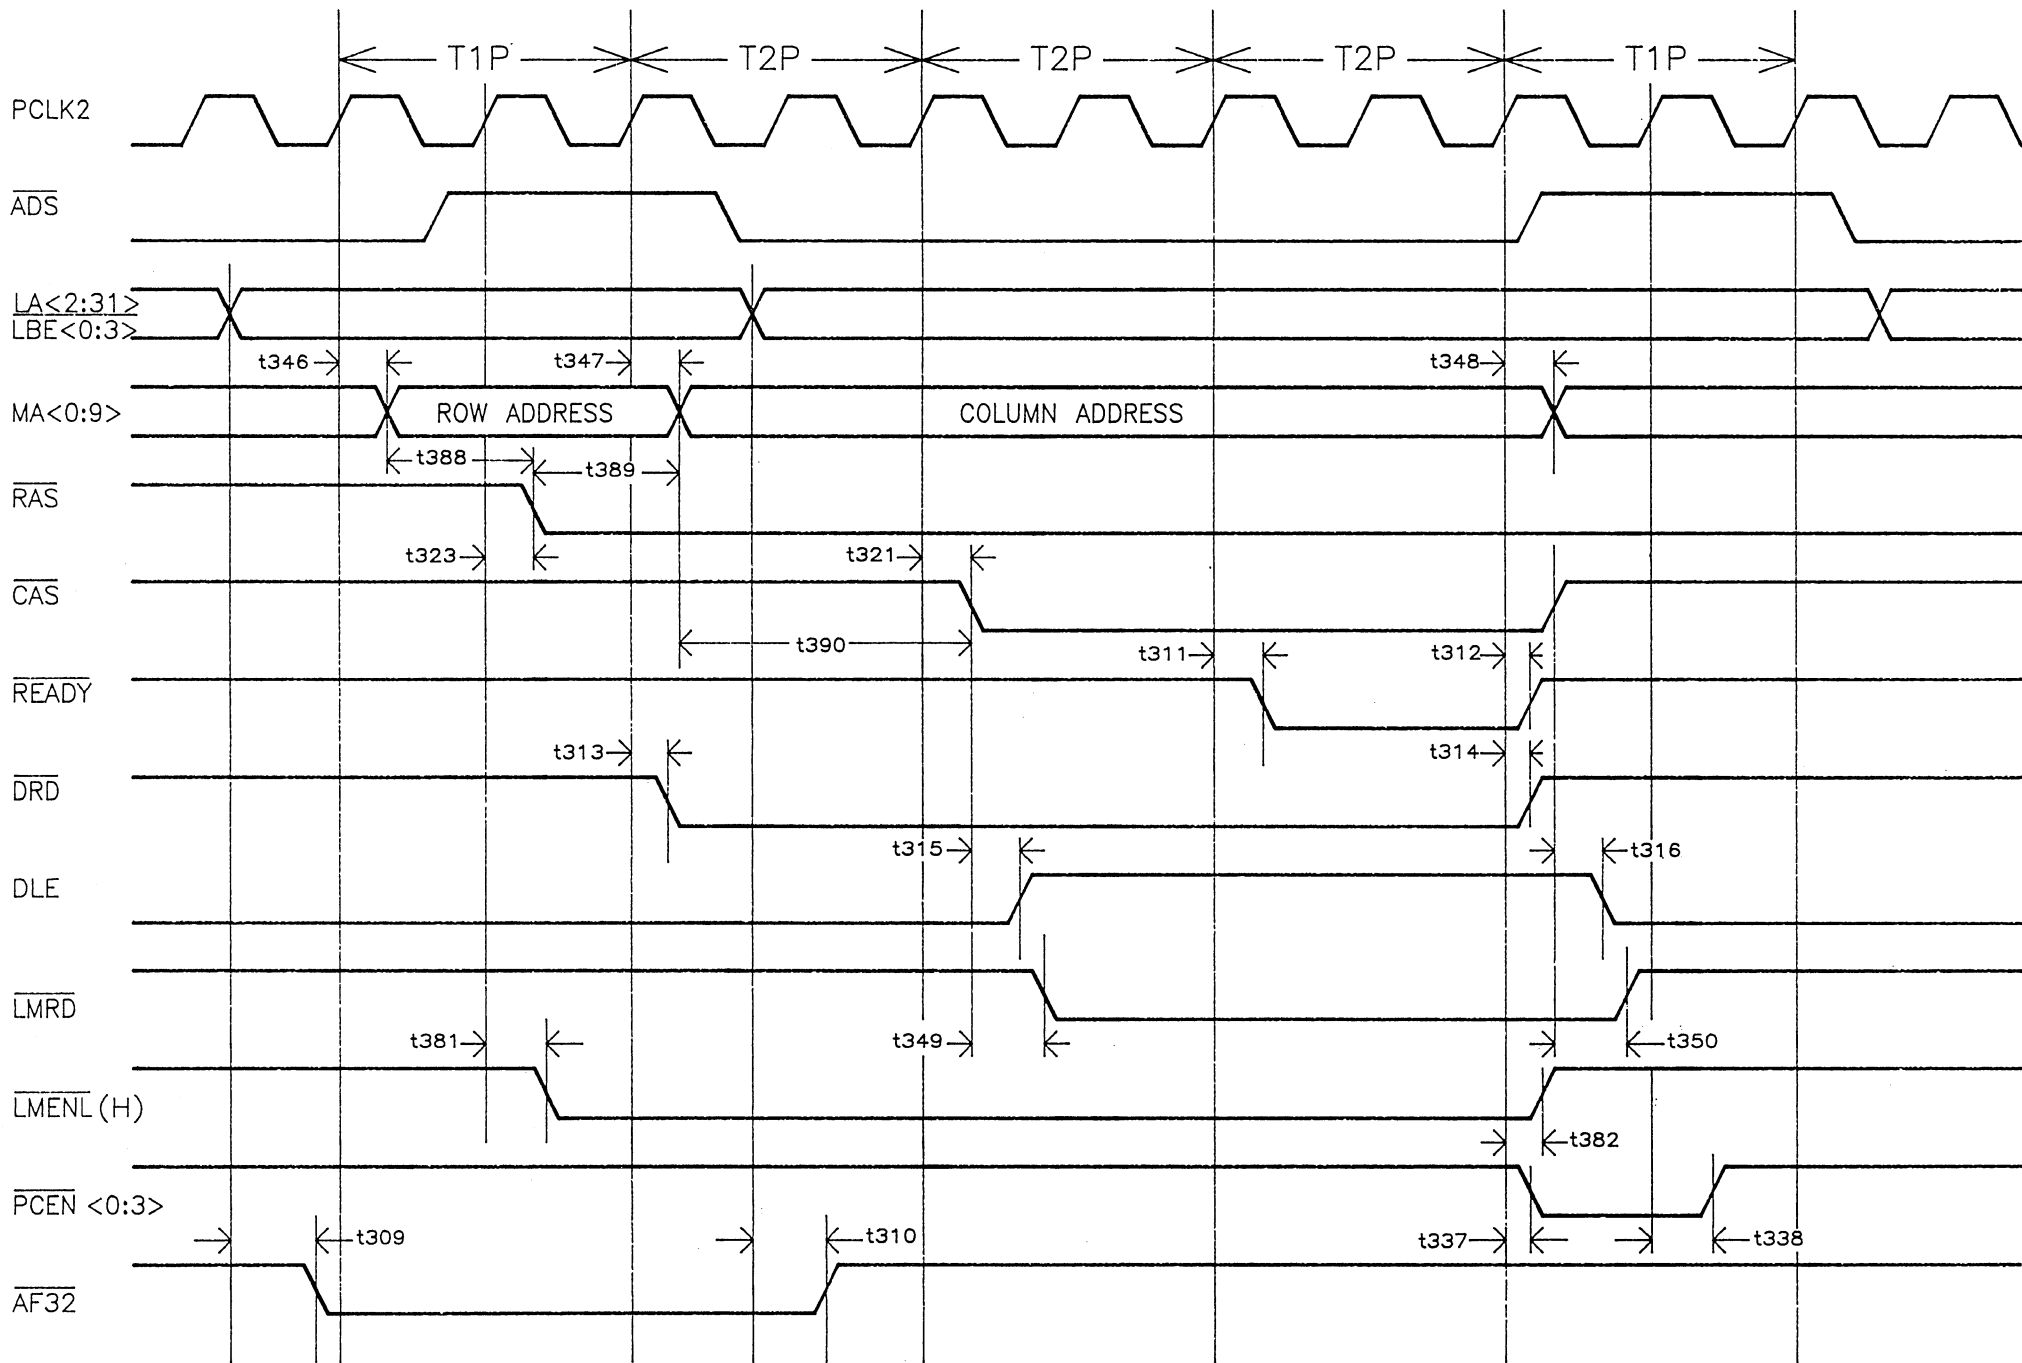 T1P T2P T2P T2P T1P
PCLK2
ADS
LA<2:31>
LBE<0:3>
t346 t347 t348
MA<0:9> ROW ADDRESS COLUMN ADDRESS
t388 t389
RAS
t323 t321
CAS
t390 t311 t312
READY
t313 t314
DRD
t315 t316
DLE
LMRD
t381 t349 t350
LMENL(H)
t382
PCEN <0:3>
t309 t310 t337 t338
AF32